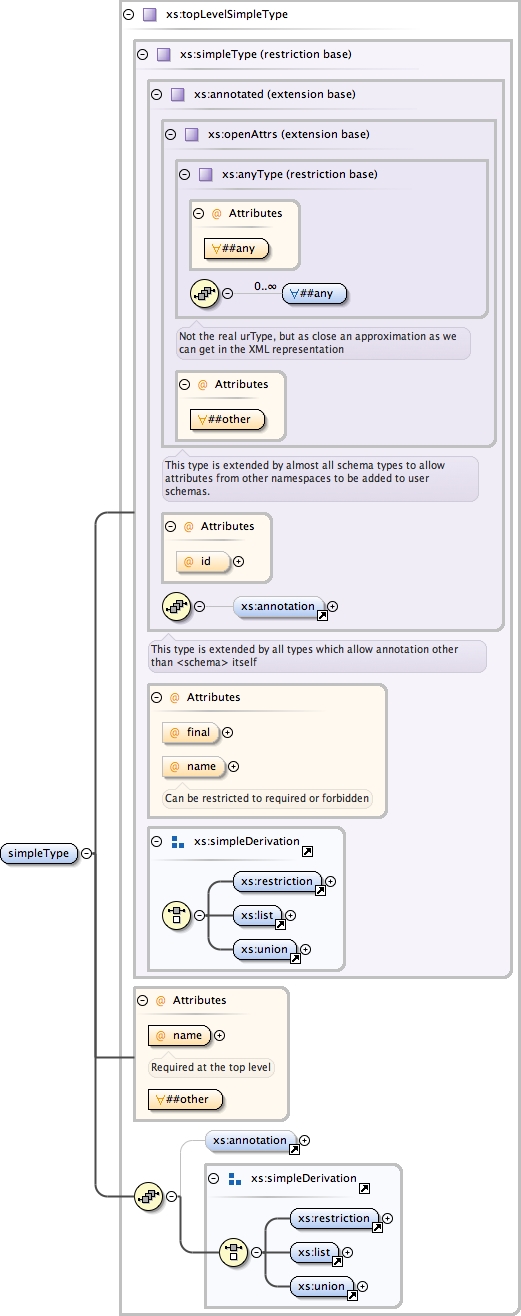 xs:topLevelSimpleType
xs:simpleType (restriction base)
xs:annotated (extension base)
xs:openAttrs (extension base)
xs:anyType (restriction base)
@ Attributes
∀##any
0..∞
∀##any
Not the real urType, but as close an approximation as we
can get in the XML representation
@ Attributes
∀##other
This type is extended by almost all schema types to allow
attributes from other namespaces to be added to user
schemas.
@ Attributes
@ id
xs:annotation
This type is extended by all types which allow annotation other
than <schema> itself
@ Attributes
@ final
@ name
Can be restricted to required or forbidden
xs:simpleDerivation
simpleType
xs:restriction
xs:list
xs:union
@ Attributes
@ name
Required at the top level
∀##other
xs:annotation
xs:simpleDerivation
xs:restriction
xs:list
xs:union